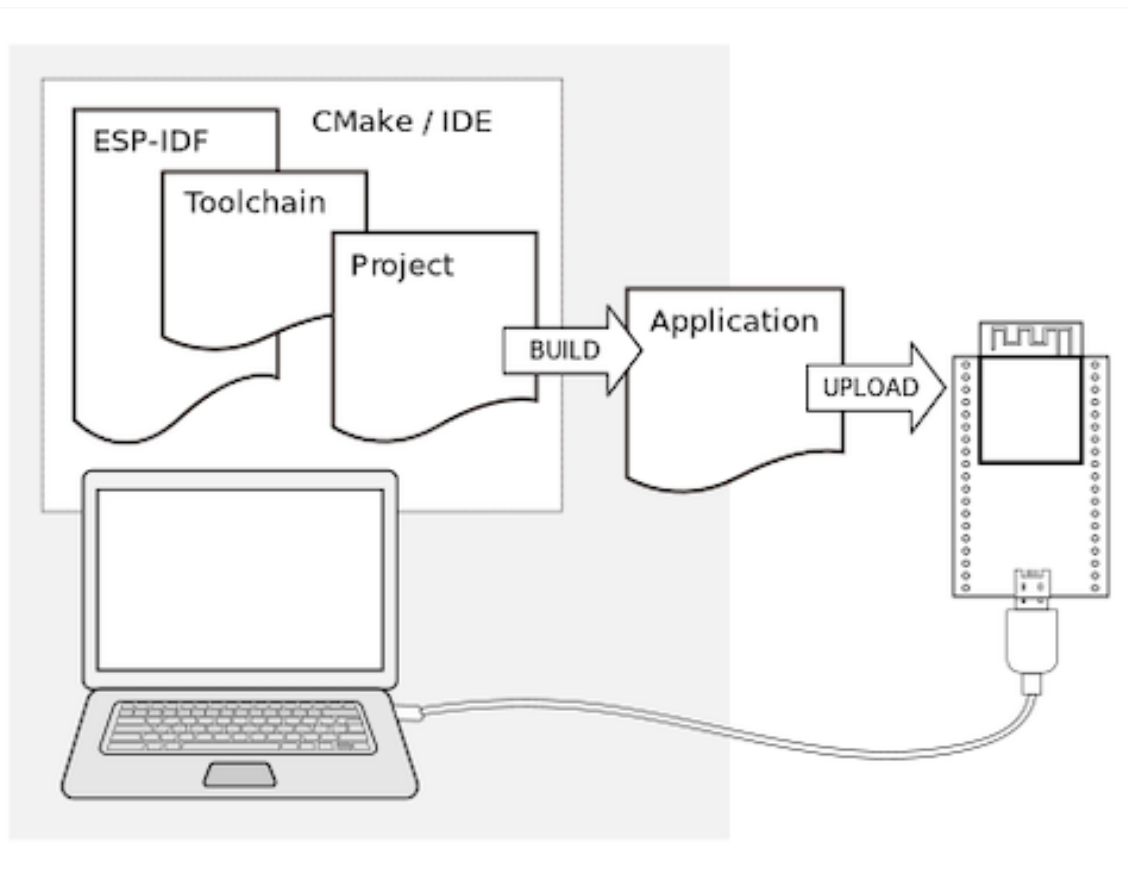 CMake / IDE
ESP-IDF
Toolchain
Project
BUILD
Application
UPLOAD